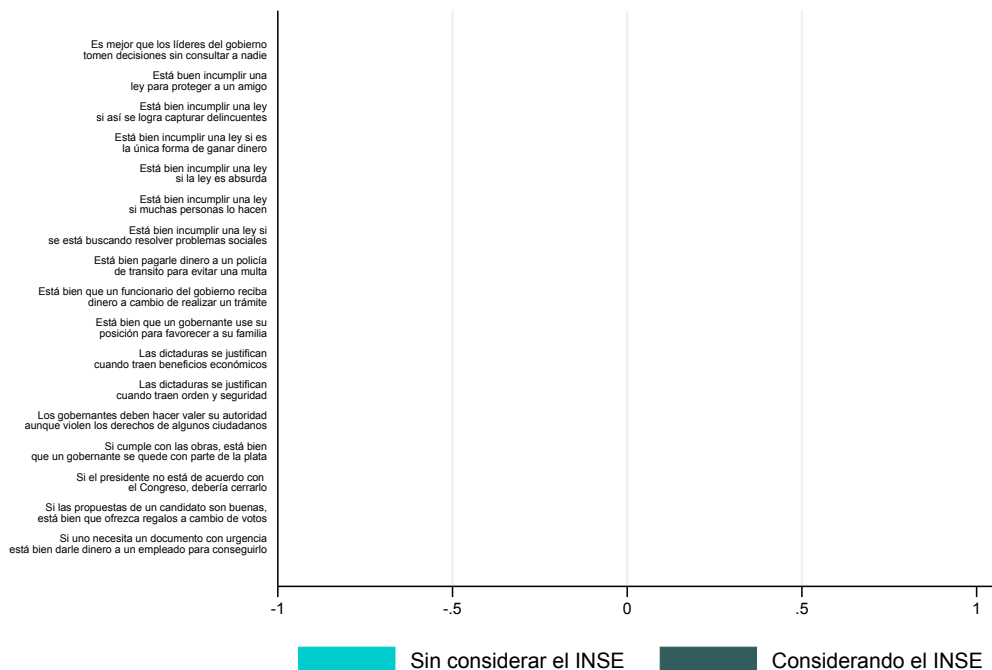 Es mejor que los líderes del gobierno
tomen decisiones sin consultar a nadie
Está buen incumplir una
ley para proteger a un amigo
Está bien incumplir una ley
si así se logra capturar delincuentes
Está bien incumplir una ley si es
la única forma de ganar dinero
Está bien incumplir una ley
si la ley es absurda
Está bien incumplir una ley
si muchas personas lo hacen
Está bien incumplir una ley si
se está buscando resolver problemas sociales
Está bien pagarle dinero a un policía
de transito para evitar una multa
Está bien que un funcionario del gobierno reciba
dinero a cambio de realizar un trámite
Está bien que un gobernante use su
posición para favorecer a su familia
Las dictaduras se justifican
cuando traen beneficios económicos
Las dictaduras se justifican
cuando traen orden y seguridad
Los gobernantes deben hacer valer su autoridad
aunque violen los derechos de algunos ciudadanos
Si cumple con las obras, está bien
que un gobernante se quede con parte de la plata
Si el presidente no está de acuerdo con
el Congreso, debería cerrarlo
Si las propuestas de un candidato son buenas,
está bien que ofrezca regalos a cambio de votos
Si uno necesita un documento con urgencia
está bien darle dinero a un empleado para conseguirlo
-1 -.5 0 .5 1
Sin considerar el INSE Considerando el INSE